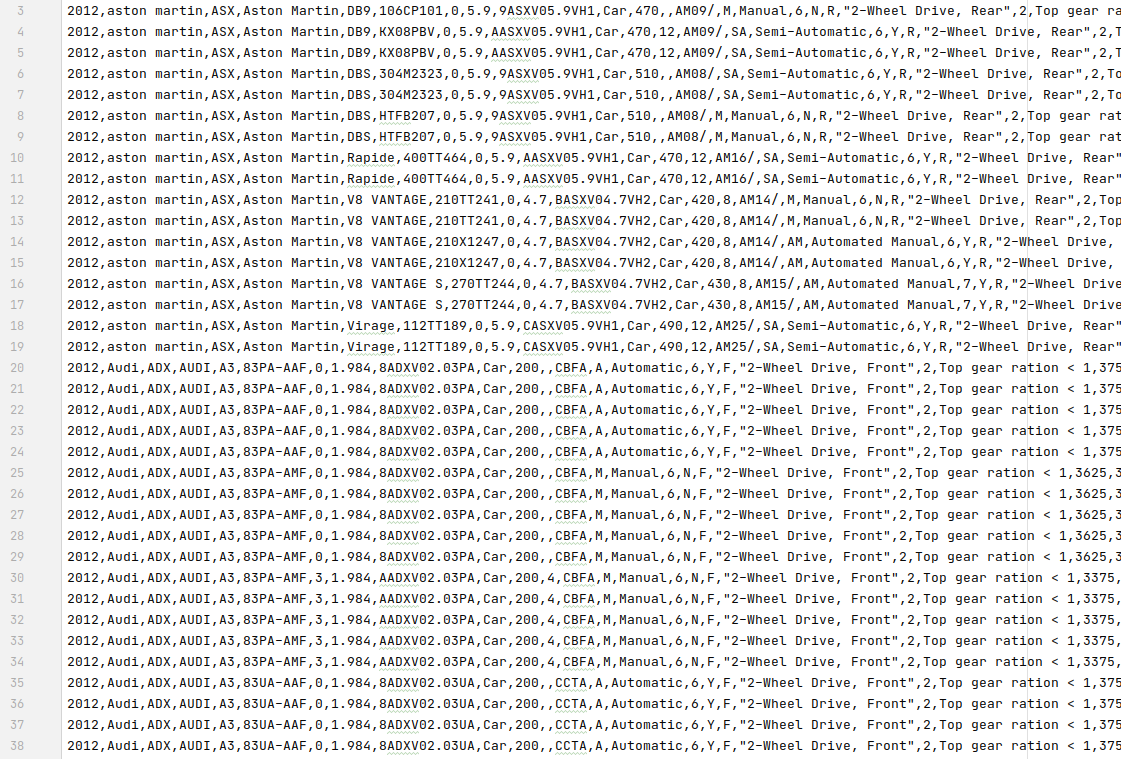 3 2012,aston martin,ASX,Aston Martin,DB9,106CP101,0,5.9,9ASXV05.9VH1,Car,470,,AM09/,M,Manual,6,N,R,"2-Wheel Drive, Rear",2,Top gear ra
4 2012,aston martin,ASX,Aston Martin,DB9,KX08PBV,0,5.9,AASXV05.9VH1,Car,470,12,AM09/,SA,Semi-Automatic,6,Y,R,"2-Wheel Drive, Rear",2,T
5 2012,aston martin,ASX,Aston Martin,DB9,KX08PBV,0,5.9,AASXV05.9VH1,Car,470,12,AM09/,SA,Semi-Automatic,6,Y,R,"2-Wheel Drive, Rear",2,T
6 2012,aston martin,ASX,Aston Martin,DBS,304M2323,0,5.9,9ASXV05.9VH1,Car,510,,AM08/,SA,Semi-Automatic,6,Y,R,"2-Wheel Drive, Rear",2,To
7 2012,aston martin,ASX,Aston Martin,DBS,304M2323,0,5.9,9ASXV05.9VH1,Car,510,,AM08/,SA,Semi-Automatic,6,Y,R,"2-Wheel Drive, Rear",2,To
8 2012,aston martin,ASX,Aston Martin,DBS,HTFB207,0,5.9,9ASXV05.9VH1,Car,510,,AM08/,M,Manual,6,N,R,"2-Wheel Drive, Rear",2,Top gear rat
9 2012,aston martin,ASX,Aston Martin,DBS,HTFB207,0,5.9,9ASXV05.9VH1,Car,510,,AM08/,M,Manual,6,N,R,"2-Wheel Drive, Rear",2,Top gear rat
10 2012,aston martin,ASX,Aston Martin,Rapide,400TT464,0,5.9,AASXV05.9VH1,Car,470,12,AM16/,SA,Semi-Automatic,6,Y,R,"2-Wheel Drive, Rear"
11 2012,aston martin,ASX,Aston Martin,Rapide,400TT464,0,5.9,AASXV05.9VH1,Car,470,12,AM16/,SA,Semi-Automatic,6,Y,R,"2-Wheel Drive, Rear"
12 2012,aston martin,ASX,Aston Martin,V8 VANTAGE,210TT241,0,4.7,BASXV04.7VH2,Car,420,8,AM14/,M,Manual,6,N,R,"2-Wheel Drive, Rear",2,Top
13 2012,aston martin,ASX,Aston Martin,V8 VANTAGE,210TT241,0,4.7,BASXV04.7VH2,Car,420,8,AM14/,M,Manual,6,N,R,"2-Wheel Drive, Rear",2,Top
14 2012,aston martin,ASX,Aston Martin,V8 VANTAGE,210X1247,0,4.7,BASXV04.7VH2,Car,420,8,AM14/,AM,Automated Manual,6,Y,R,"2-Wheel Drive,
15 2012,aston martin,ASX,Aston Martin,V8 VANTAGE,210X1247,0,4.7,BASXV04.7VH2,Car,420,8,AM14/,AM,Automated Manual,6,Y,R,"2-Wheel Drive,
16 2012,aston martin,ASX,Aston Martin,V8 VANTAGE S,270TT244,0,4.7,BASXV04.7VH2,Car,430,8,AM15/,AM,Automated Manual,7,Y,R,"2-Wheel Drive
17 2012,aston martin,ASX,Aston Martin,V8 VANTAGE S,270TT244,0,4.7,BASXV04.7VH2,Car,430,8,AM15/,AM,Automated Manual,7,Y,R,"2-Wheel Drive
18 2012,aston martin,ASX,Aston Martin,Virage,112TT189,0,5.9,CASXV05.9VH1,Car,490,12,AM25/,SA,Semi-Automatic,6,Y,R,"2-Wheel Drive, Rear"
19 2012,aston martin,ASX,Aston Martin,Virage,112TT189,0,5.9,CASXV05.9VH1,Car,490,12,AM25/,SA,Semi-Automatic,6,Y,R,"2-Wheel Drive, Rear"
20 2012,Audi,ADX,AUDI,A3,83PA-AAF,0,1.984,8ADXV02.03PA,Car,200,,CBFA,A,Automatic,6,Y,F,"2-Wheel Drive, Front",2,Top gear ration < 1,375
21 2012,Audi,ADX,AUDI,A3,83PA-AAF,0,1.984,8ADXV02.03PA,Car,200,,CBFA,A,Automatic,6,Y,F,"2-Wheel Drive, Front",2,Top gear ration < 1,375
22 2012,Audi,ADX,AUDI,A3,83PA-AAF,0,1.984,8ADXV02.03PA,Car,200,,CBFA,A,Automatic,6,Y,F,"2-Wheel Drive, Front",2,Top gear ration < 1,375
23 2012,Audi,ADX,AUDI,A3,83PA-AAF,0,1.984,8ADXV02.03PA,Car,200,,CBFA,A,Automatic,6,Y,F,"2-Wheel Drive, Front",2,Top gear ration < 1,375
24 2012,Audi,ADX,AUDI,A3,83PA-AAF,0,1.984,8ADXV02.03PA,Car,200,,CBFA,A,Automatic,6,Y,F,"2-Wheel Drive, Front",2,Top gear ration < 1,375
25 2012,Audi,ADX,AUDI,A3,83PA-AMF,0,1.984,8ADXV02.03PA,Car,200,,CBFA,M,Manual,6,N,F,"2-Wheel Drive, Front",2,Top gear ration < 1,3625,3
26 2012,Audi,ADX,AUDI,A3,83PA-AMF,0,1.984,8ADXV02.03PA,Car,200,,CBFA,M,Manual,6,N,F,"2-Wheel Drive, Front",2,Top gear ration < 1,3625,3
27 2012,Audi,ADX,AUDI,A3,83PA-AMF,0,1.984,8ADXV02.03PA,Car,200,,CBFA,M,Manual,6,N,F,"2-Wheel Drive, Front",2,Top gear ration < 1,3625,3
28 2012,Audi,ADX,AUDI,A3,83PA-AMF,0,1.984,8ADXV02.03PA,Car,200,,CBFA,M,Manual,6,N,F,"2-Wheel Drive, Front",2,Top gear ration < 1,3625,3
29 2012,Audi,ADX,AUDI,A3,83PA-AMF,0,1.984,8ADXV02.03PA,Car,200,,CBFA,M,Manual,6,N,F,"2-Wheel Drive, Front",2,Top gear ration < 1,3625,3
30 2012,Audi,ADX,AUDI,A3,83PA-AMF,3,1.984,AADXV02.03PA,Car,200,4,CBFA,M,Manual,6,N,F,"2-Wheel Drive, Front",2,Top gear ration < 1,3375,
31 2012,Audi,ADX,AUDI,A3,83PA-AMF,3,1.984,AADXV02.03PA,Car,200,4,CBFA,M,Manual,6,N,F,"2-Wheel Drive, Front",2,Top gear ration < 1,3375,
32 2012,Audi,ADX,AUDI,A3,83PA-AMF,3,1.984,AADXV02.03PA,Car,200,4,CBFA,M,Manual,6,N,F,"2-Wheel Drive, Front",2,Top gear ration < 1,3375,
33 2012,Audi,ADX,AUDI,A3,83PA-AMF,3,1.984,AADXV02.03PA,Car,200,4,CBFA,M,Manual,6,N,F,"2-Wheel Drive, Front",2,Top gear ration < 1,3375,
34 2012,Audi,ADX,AUDI,A3,83PA-AMF,3,1.984,AADXV02.03PA,Car,200,4,CBFA,M,Manual,6,N,F,"2-Wheel Drive, Front",2,Top gear ration < 1,3375,
35 2012,Audi,ADX,AUDI,A3,83UA-AAF,0,1.984,8ADXV02.03UA,Car,200,,CCTA,A,Automatic,6,Y,F,"2-Wheel Drive, Front",2,Top gear ration < 1,375
36 2012,Audi,ADX,AUDI,A3,83UA-AAF,0,1.984,8ADXV02.03UA,Car,200,,CCTA,A,Automatic,6,Y,F,"2-Wheel Drive, Front",2,Top gear ration < 1,375
37 2012,Audi,ADX,AUDI,A3,83UA-AAF,0,1.984,8ADXV02.03UA,Car,200,,CCTA,A,Automatic,6,Y,F,"2-Wheel Drive, Front",2,Top gear ration < 1,375
38 2012,Audi,ADX,AUDI,A3,83UA-AAF,0,1.984,8ADXV02.03UA,Car,200,,CCTA,A,Automatic,6,Y,F,"2-Wheel Drive, Front",2,Top gear ration < 1,375